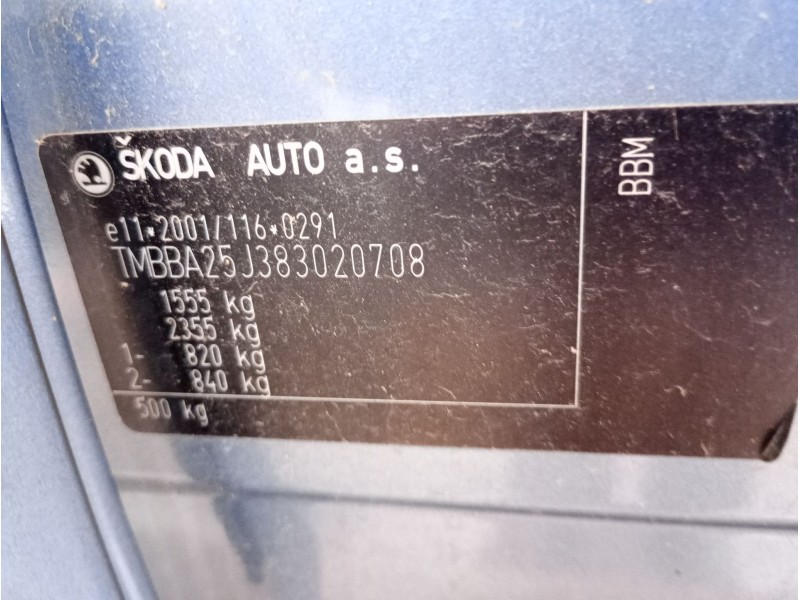 ŠKODA AUTO a.s.
e11*2001/116*0291
TMBBA25J383020708
1555 kg
2355 kg
1- 820 kg
2- 840 kg
500 kg
BBM